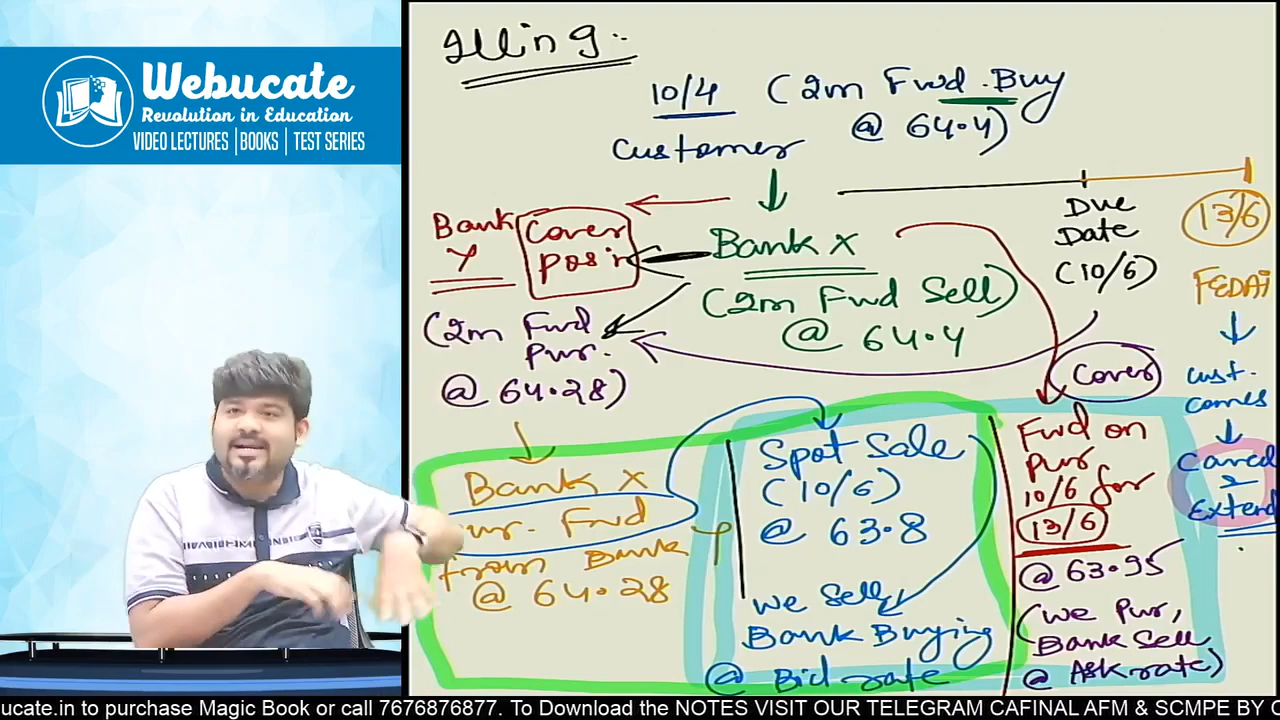 Webucate
Revolution in Education
VIDEO LECTURES | BOOKS | TEST SERIES
Illin 9.
10/4 (2m Fwd. Buy
@ 64.4)
Customer
Due
Date
(10/6)
13/6
Bank
Y
Cover
posin
Bank X
(2m Fwd Sell)
@ 64.4
(2m Fwd
Pur.
@ 64.28)
FEDAI
Cust.
comes
Cancel
&
Extend
Cover
Bank X
Pur. Fwd
from Bank Y
@ 64.28
Spot Sale
(10/6)
@ 63.8
We Sell,
Bank Buying
@ Bid rate
Fwd on
pur
10/6 for
13/6
@ 63.95
(We Pur,
Bank Sell
@ Ask rate)
ucate.in to purchase Magic Book or call 7676876877. To Download the NOTES VISIT OUR TELEGRAM CAFINAL AFM & SCMPE BY